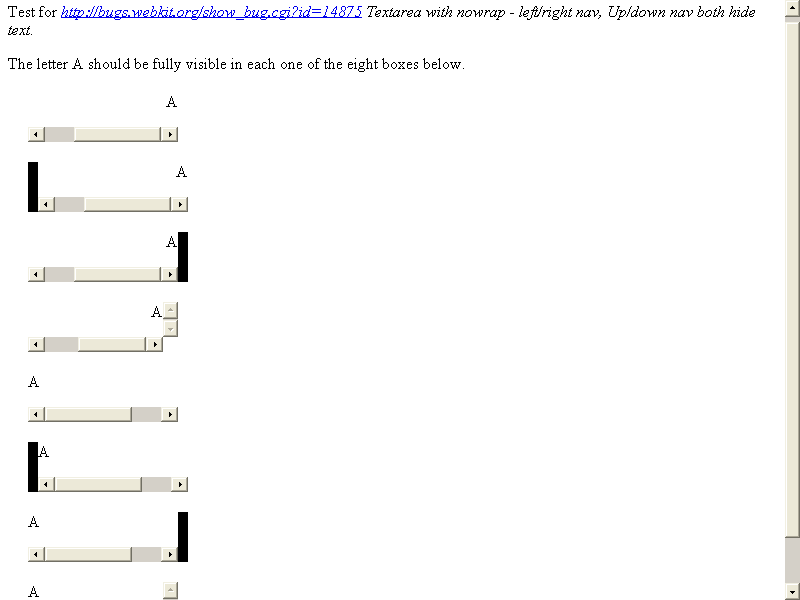 Test for http://bugs.webkit.org/show_bug.cgi?id=14875 Textarea with nowrap - left/right nav, Up/down nav both hide
text.
The letter A should be fully visible in each one of the eight boxes below.
A
A
A
A
A
A
A
A